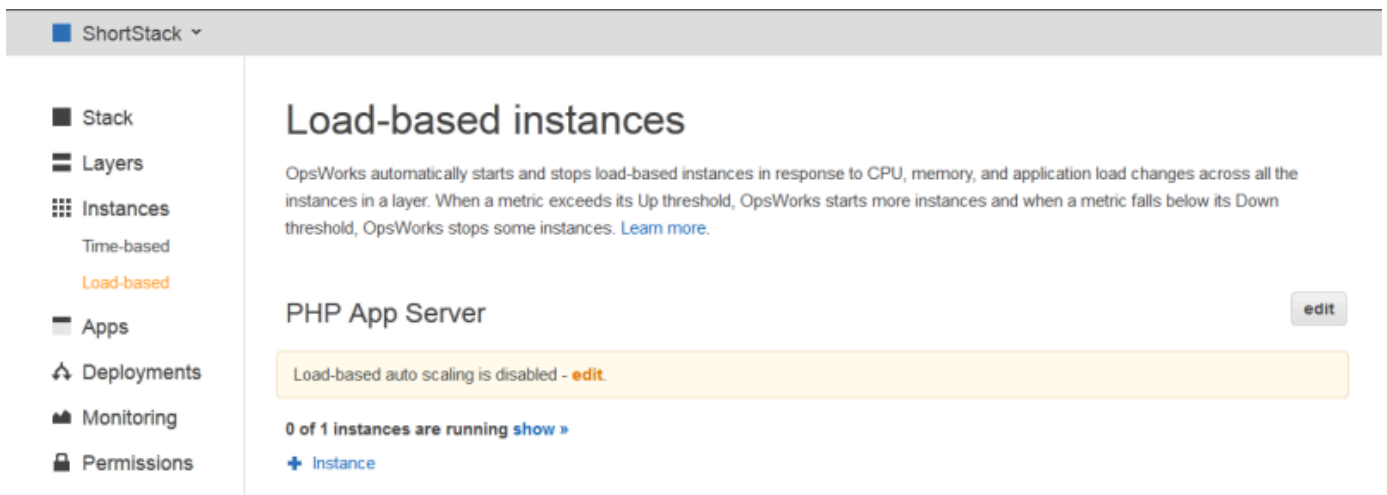 ShortStack
Stack
Layers
Instances
Time-based
Load-based
Apps
Deployments
Monitoring
Permissions
Load-based instances
OpsWorks automatically starts and stops load-based instances in response to CPU, memory, and application load changes across all the
instances in a layer. When a metric exceeds its Up threshold, OpsWorks starts more instances and when a metric falls below its Down
threshold, OpsWorks stops some instances. Learn more.
PHP App Server
edit
Load-based auto scaling is disabled - edit.
0 of 1 instances are running show »
+ Instance